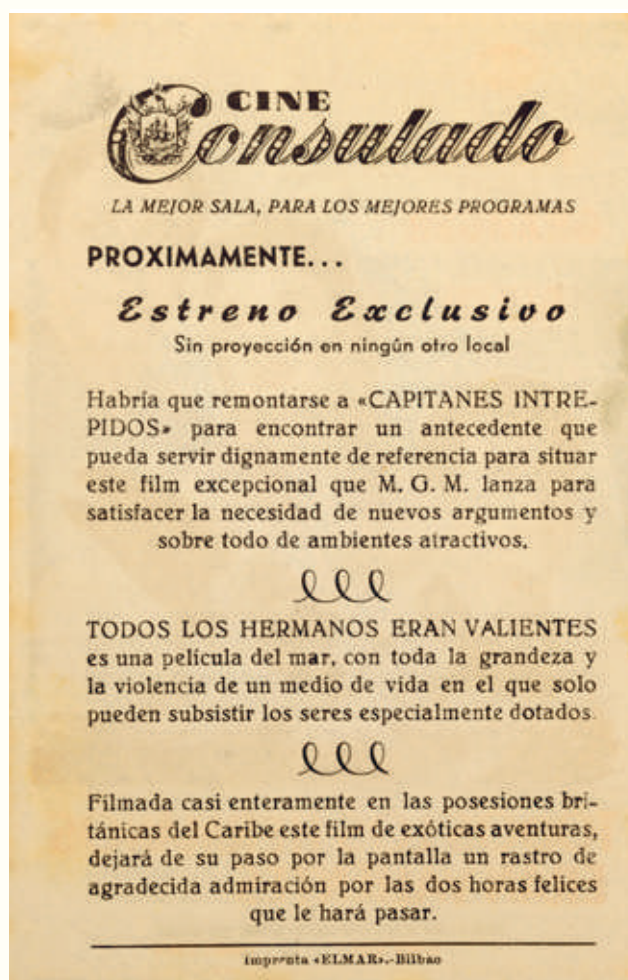 CINE
Consulado
LA MEJOR SALA, PARA LOS MEJORES PROGRAMAS
PROXIMAMENTE...
Estreno Exclusivo
Sin proyección en ningún otro local
Habría que remontarse a «CAPITANES INTRE-
PIDOS» para encontrar un antecedente que
pueda servir dignamente de referencia para situar
este film excepcional que M. G. M. lanza para
satisfacer la necesidad de nuevos argumentos y
sobre todo de ambientes atractivos.
TODOS LOS HERMANOS ERAN VALIENTES
es una película del mar, con toda la grandeza y
la violencia de un medio de vida en el que solo
pueden subsistir los seres especialmente dotados.
Filmada casi enteramente en las posesiones bri-
tánicas del Caribe este film de exóticas aventuras,
dejará de su paso por la pantalla un rastro de
agradecida admiración por las dos horas felices
que le hará pasar.
imprenta «ELMAR».-Bilbao